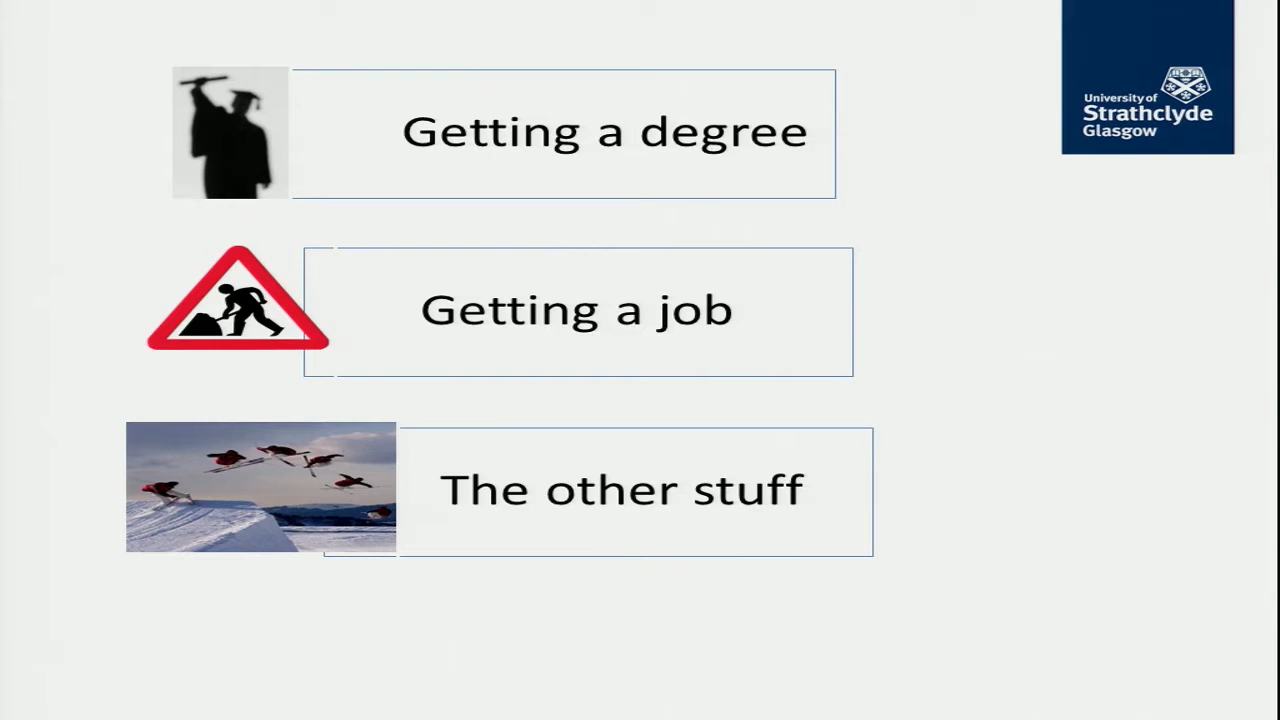 Getting a degree
University of
Strathclyde
Glasgow
Getting a job
The other stuff